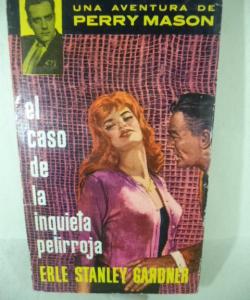 UNA AVENTURA DE
PERRY MASON
el
caso
de
la
inquieta
pelirroja
ERLE STANLEY GARDNER